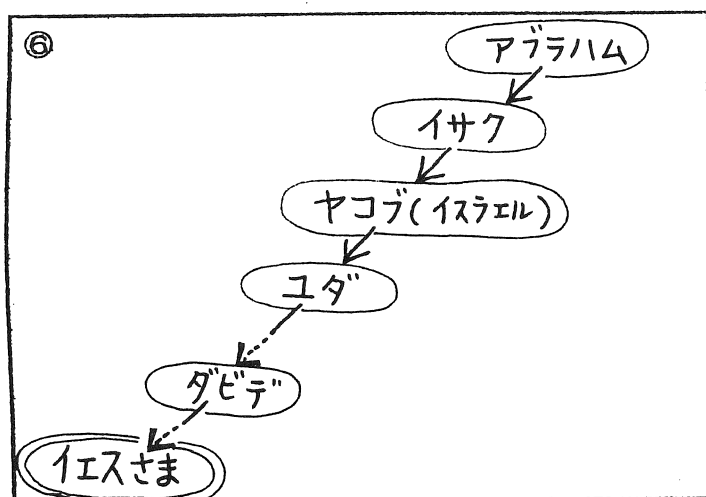 ⑥
アブラハム
イサク
ヤコブ(イスラエル)
ユダ
ダビデ
イエスさま